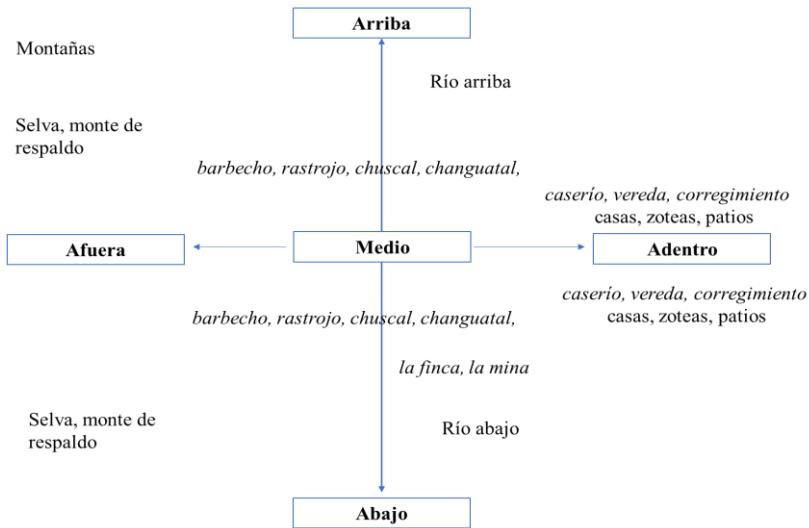 Arriba
Montañas
Río arriba
Selva, monte de
respaldo
barbecho, rastrojo, chuscal, changuatal,
caserío, vereda, corregimiento
casas, zoteas, patios
Afuera
Medio
Adentro
barbecho, rastrojo, chuscal, changuatal,
caserío, vereda, corregimiento
casas, zoteas, patios
la finca, la mina
Selva, monte de
respaldo
Río abajo
Abajo